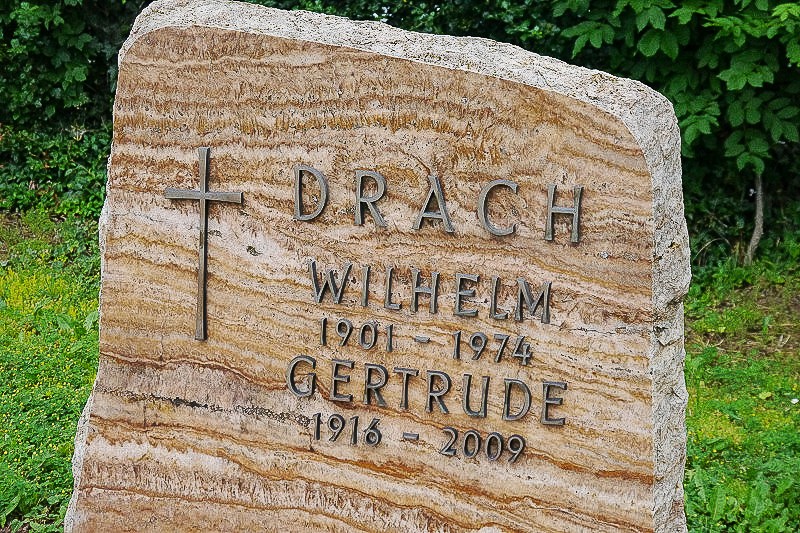 DRACH
WILHELM
1901 - 1974
GERTRUDE
1916 - 2009